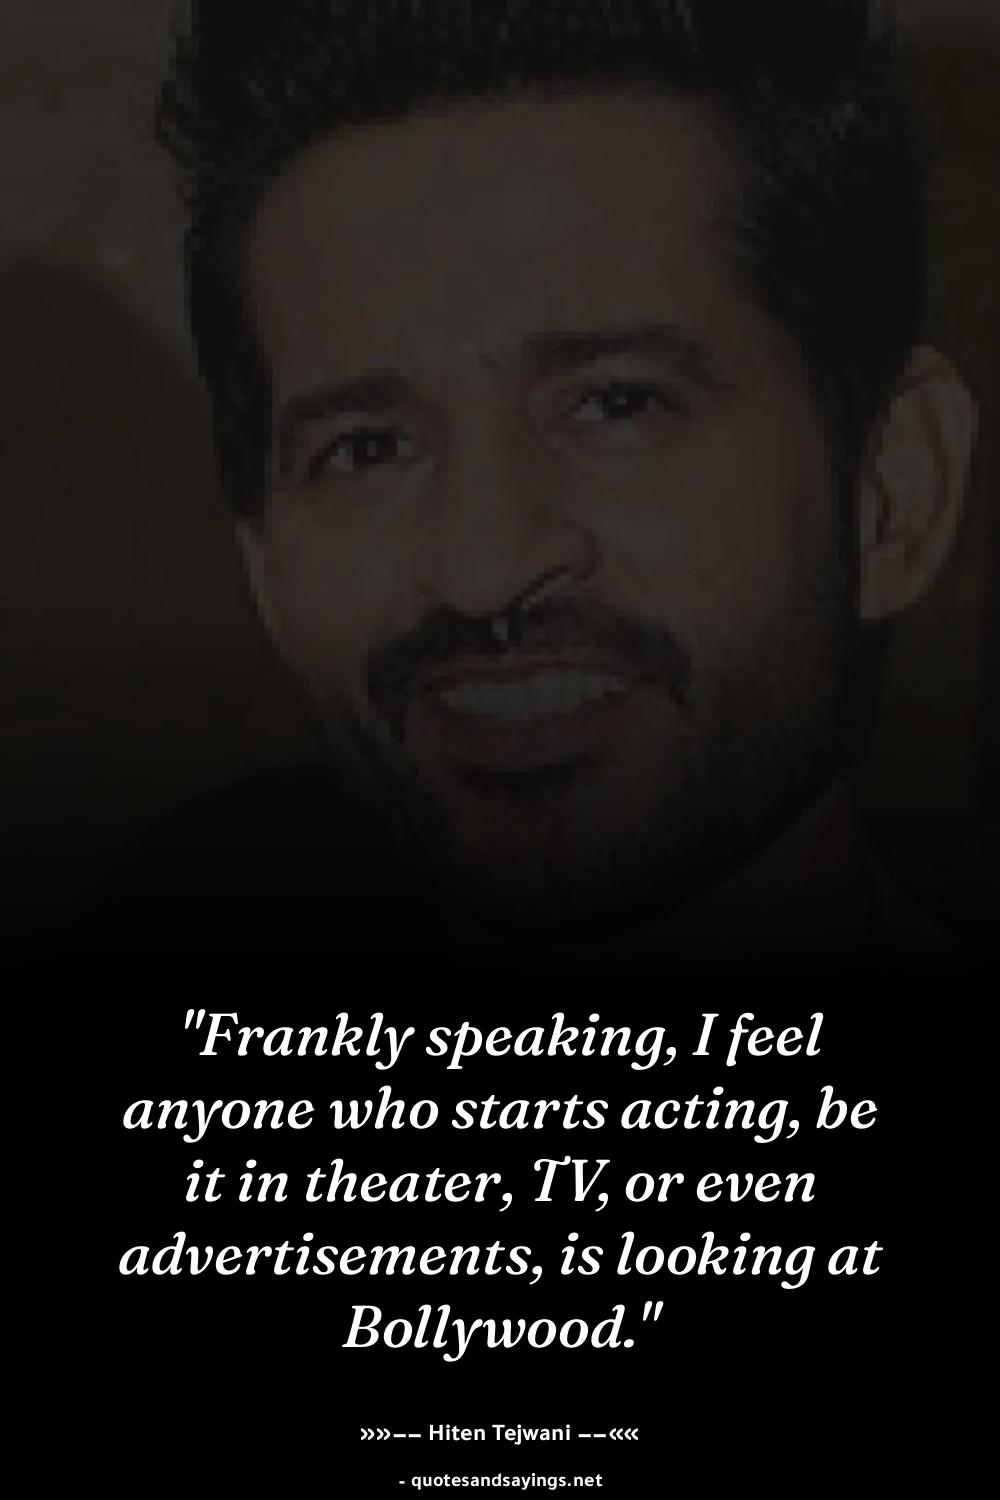 "Frankly speaking, I feel
anyone who starts acting, be
it in theater, TV, or even
advertisements, is looking at
Bollywood."
»»−− Hiten Tejwani −−««
- quotesandsayings.net